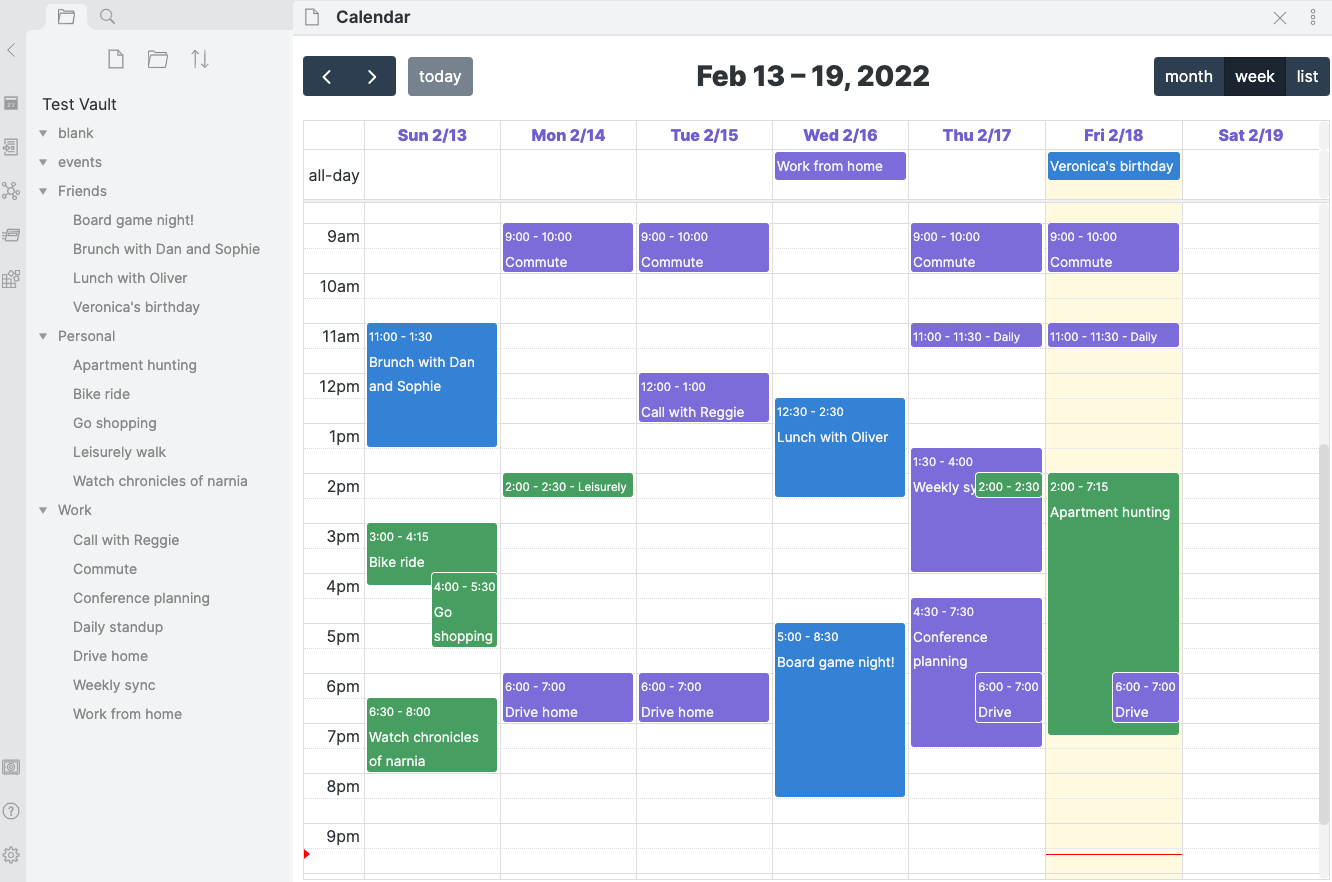 Calendar
today
Feb 13 – 19, 2022
month
week
list
Test Vault
blank
events
Friends
Board game night!
Brunch with Dan and Sophie
Lunch with Oliver
Veronica's birthday
Personal
Apartment hunting
Bike ride
Go shopping
Leisurely walk
Watch chronicles of narnia
Work
Call with Reggie
Commute
Conference planning
Daily standup
Drive home
Weekly sync
Work from home
Sun 2/13
Mon 2/14
Tue 2/15
Wed 2/16
Thu 2/17
Fri 2/18
Sat 2/19
all-day
Work from home
Veronica's birthday
9am
10am
11am
12pm
1pm
2pm
3pm
4pm
5pm
6pm
7pm
8pm
9pm
11:00 - 1:30
Brunch with Dan
and Sophie
3:00 - 4:15
Bike ride
4:00 - 5:30
Go
shopping
6:30 - 8:00
Watch chronicles
of narnia
9:00 - 10:00
Commute
2:00 - 2:30 - Leisurely
6:00 - 7:00
Drive home
9:00 - 10:00
Commute
12:00 - 1:00
Call with Reggie
6:00 - 7:00
Drive home
12:30 - 2:30
Lunch with Oliver
5:00 - 8:30
Board game night!
9:00 - 10:00
Commute
11:00 - 11:30 - Daily
1:30 - 4:00
Weekly sy
2:00 - 2:30
4:30 - 7:30
Conference
planning
6:00 - 7:00
Drive
9:00 - 10:00
Commute
11:00 - 11:30 - Daily
2:00 - 7:15
Apartment hunting
6:00 - 7:00
Drive